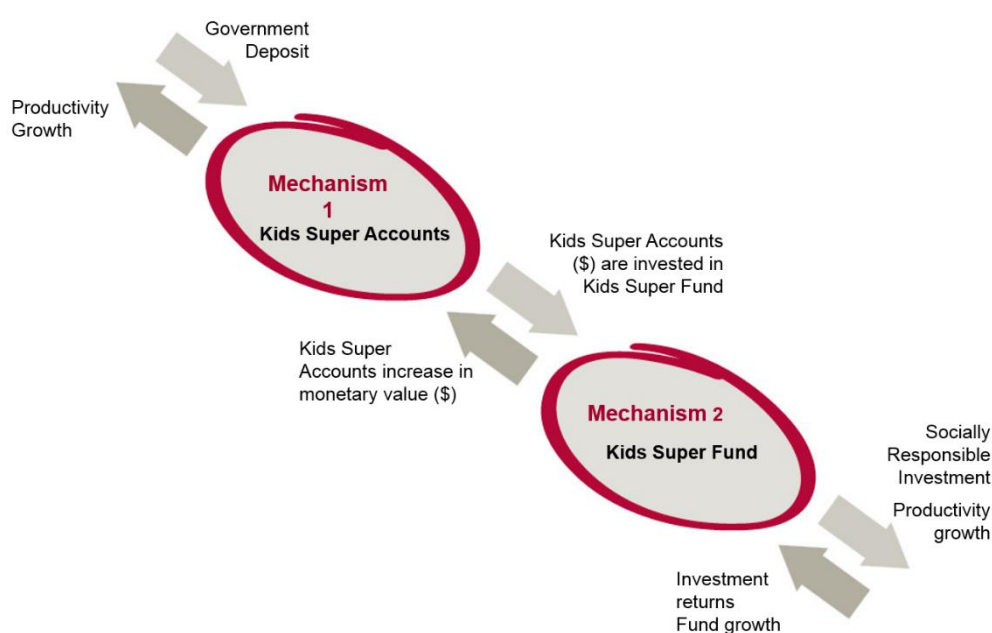 Government
Deposit
Productivity
Growth
Mechanism
1
Kids Super Accounts
Kids Super Accounts
($) are invested in
Kids Super Fund
Kids Super
Accounts increase in
monetary value ($)
Mechanism 2
Kids Super Fund
Socially
Responsible
Investment
Productivity
growth
Investment
returns
Fund growth